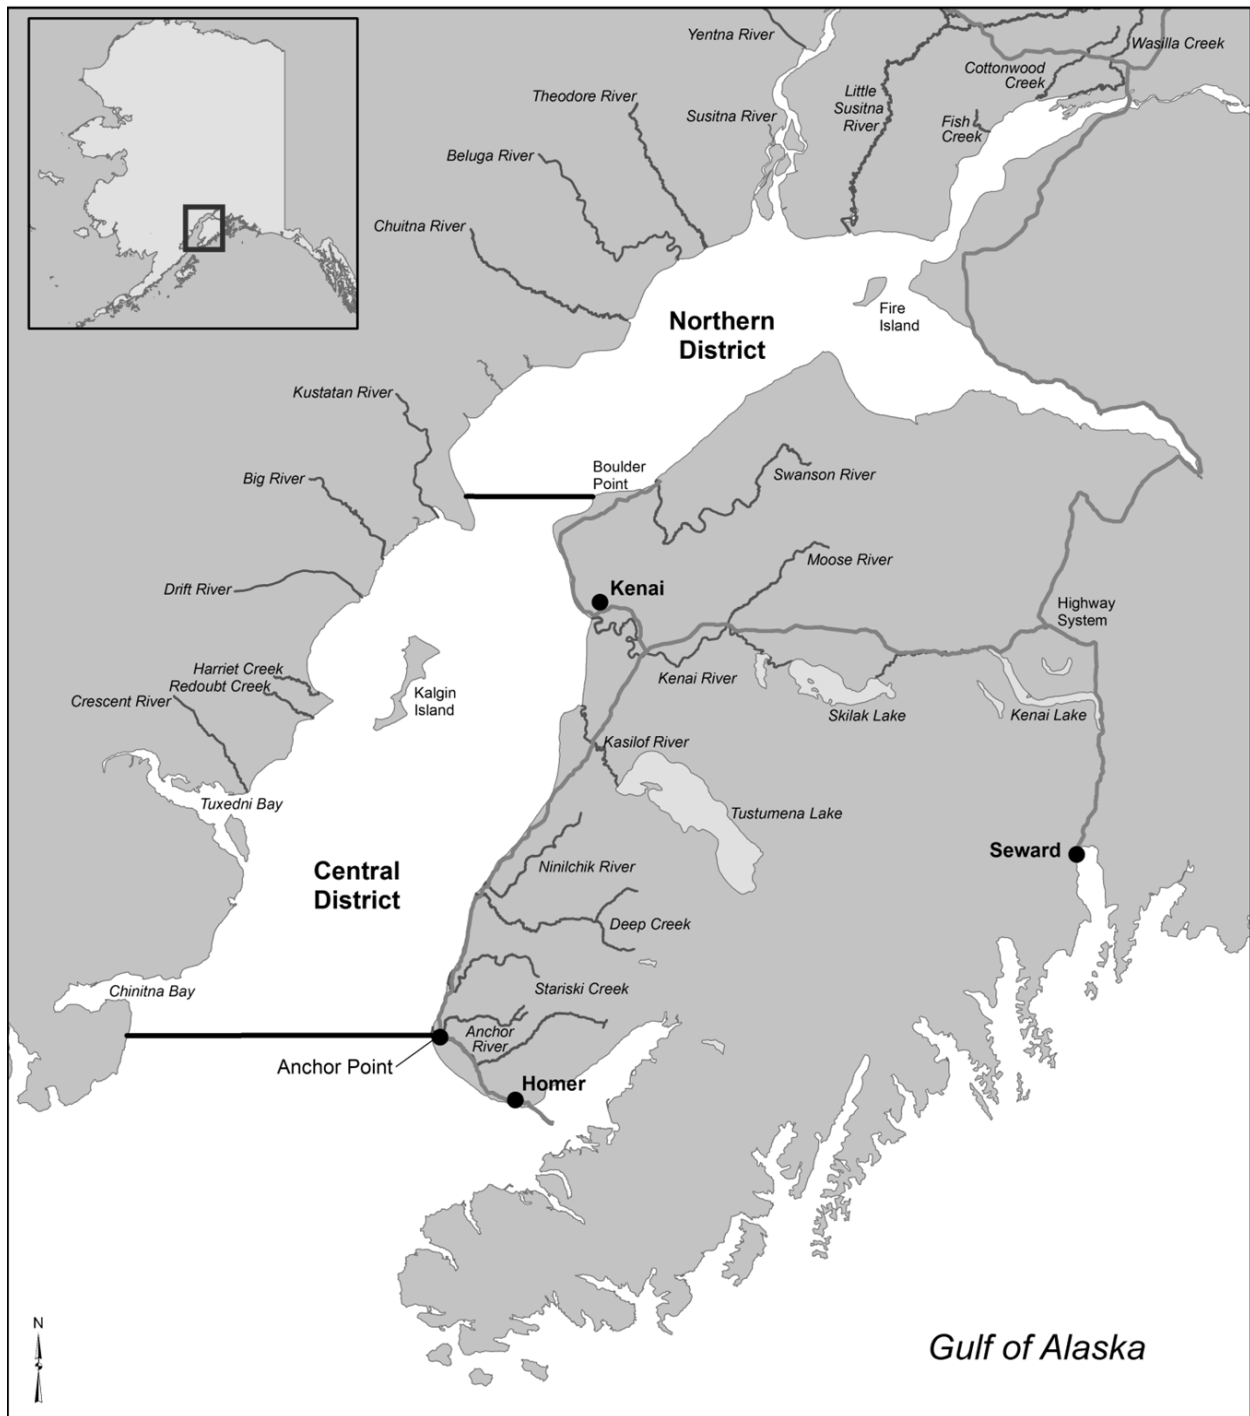 Yentna River
Wasilla Creek
Cottonwood
Creek
Theodore River
Little
Susitna
River
Susitna River
Fish
Creek
Beluga River
Chuitna River
Northern
District
Fire
Island
Kustatan River
Boulder
Point
Swanson River
Big River
Moose River
Drift River
Kenai
Highway
System
Harriet Creek
Redoubt Creek
Crescent River
Kalgin
Island
Kenai River
Skilak Lake
Kenai Lake
Kasilof River
Tuxedni Bay
Tustumena Lake
Seward
Central
District
Ninilchik River
Deep Creek
Chinitna Bay
Stariski Creek
Anchor
River
Anchor Point
Homer
N
Gulf of Alaska